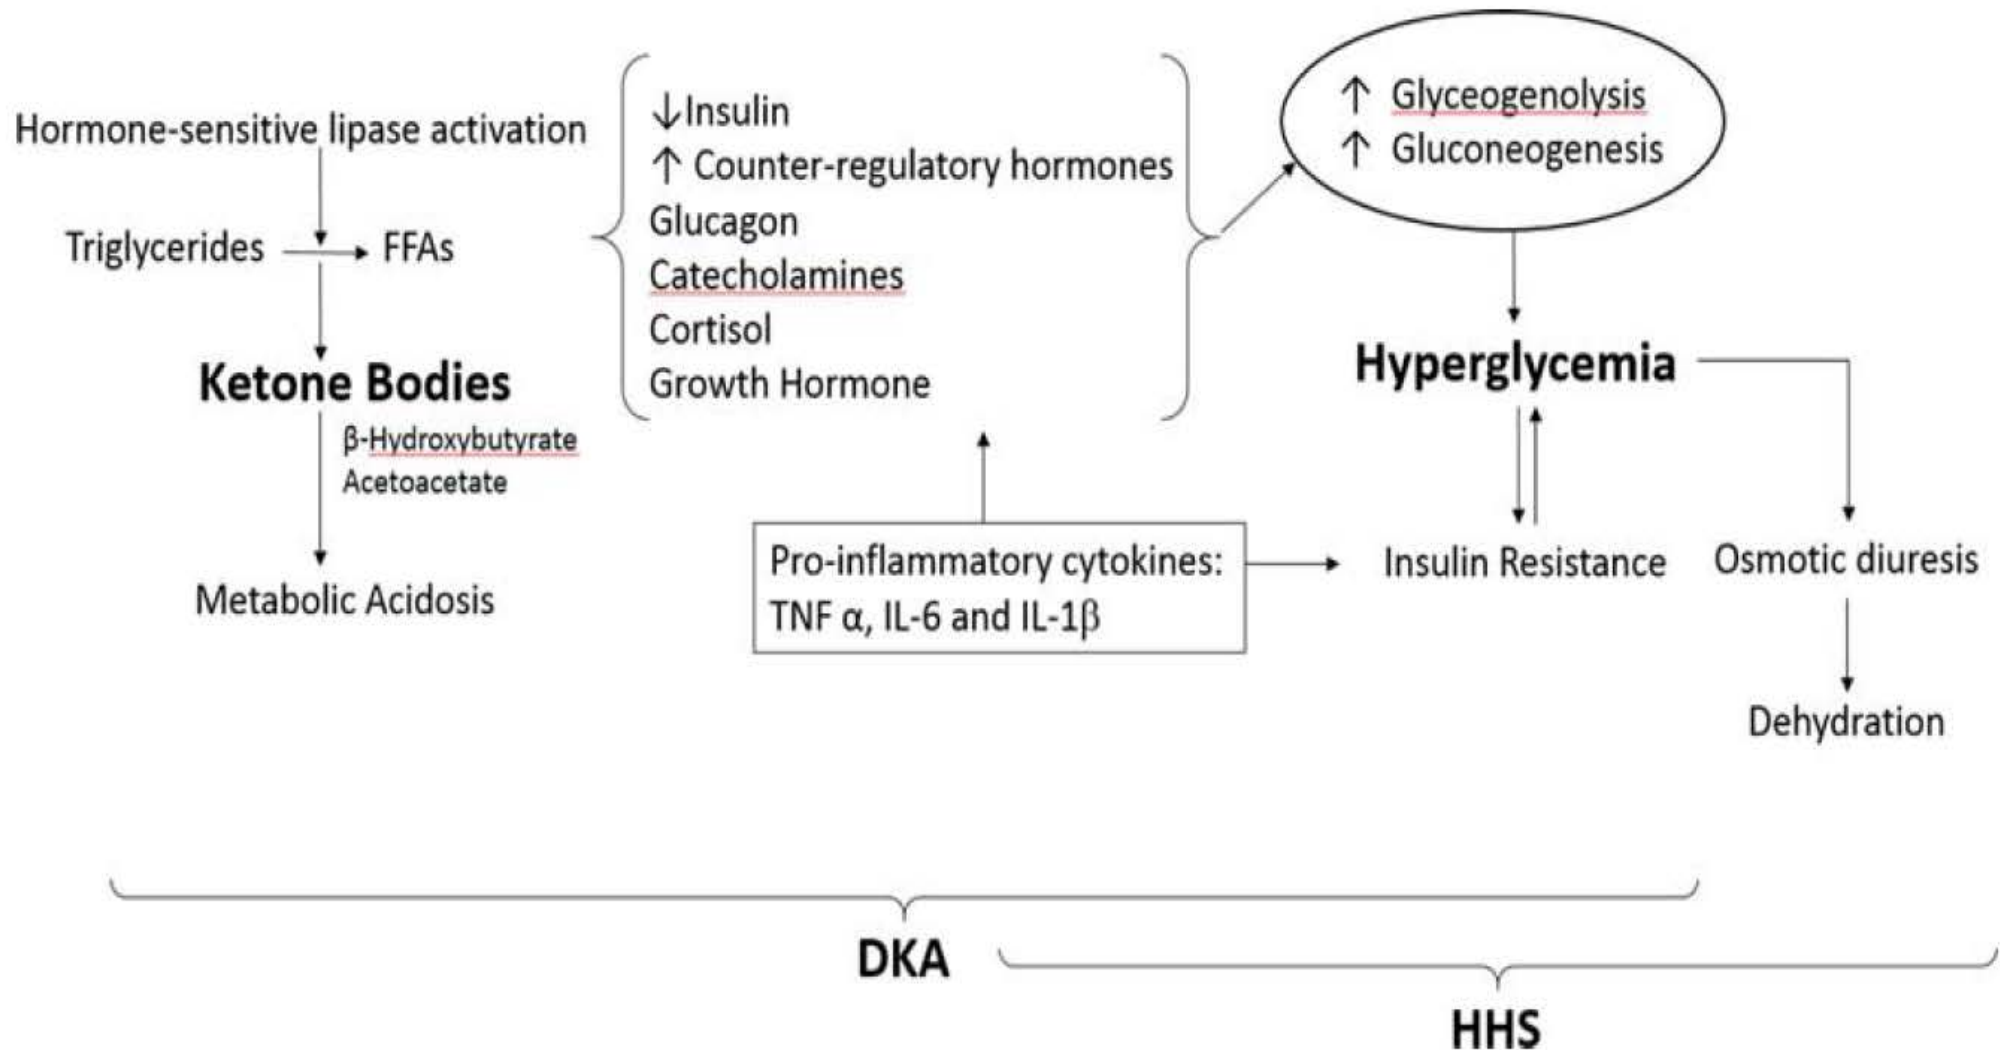 Hormone-sensitive lipase activation
Triglycerides
FFAs
Ketone Bodies
β-Hydroxybutyrate
Acetoacetate
Metabolic Acidosis
↓Insulin
↑ Counter-regulatory hormones
Glucagon
Catecholamines
Cortisol
Growth Hormone
Pro-inflammatory cytokines:
TNF α, IL-6 and IL-1β
↑ Glyceogenolysis
↑ Gluconeogenesis
Hyperglycemia
Insulin Resistance
Osmotic diuresis
Dehydration
DKA
HHS